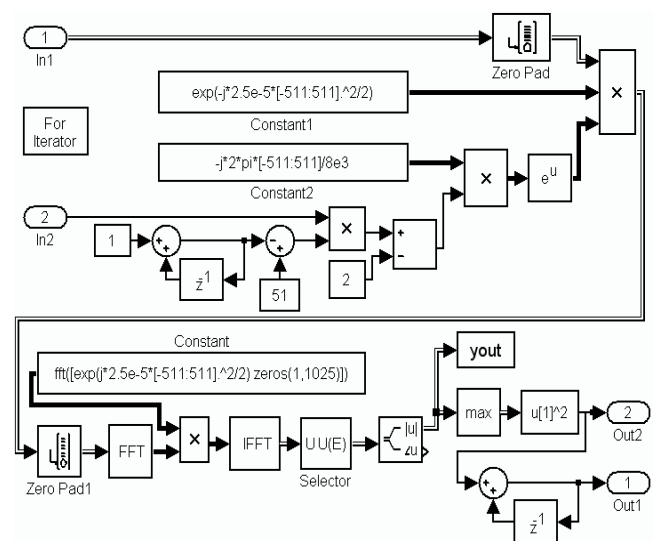 1
In1
Zero Pad
exp(-j*2.5e-5*[-511:511].^2/2)
Constant1
×
For
Iterator
-j*2*pi*[-511:511]/8e3
Constant2
×
e^u
2
In2
1
+
+
z^-1
-
+
51
×
2
+
-
Constant
fft([exp(j*2.5e-5*[-511:511].^2/2) zeros(1,1025)])
yout
Zero Pad1
FFT
×
IFFT
U U(E)
Selector
|u|
∠u
max
u[1]^2
2
Out2
+
+
z^-1
1
Out1